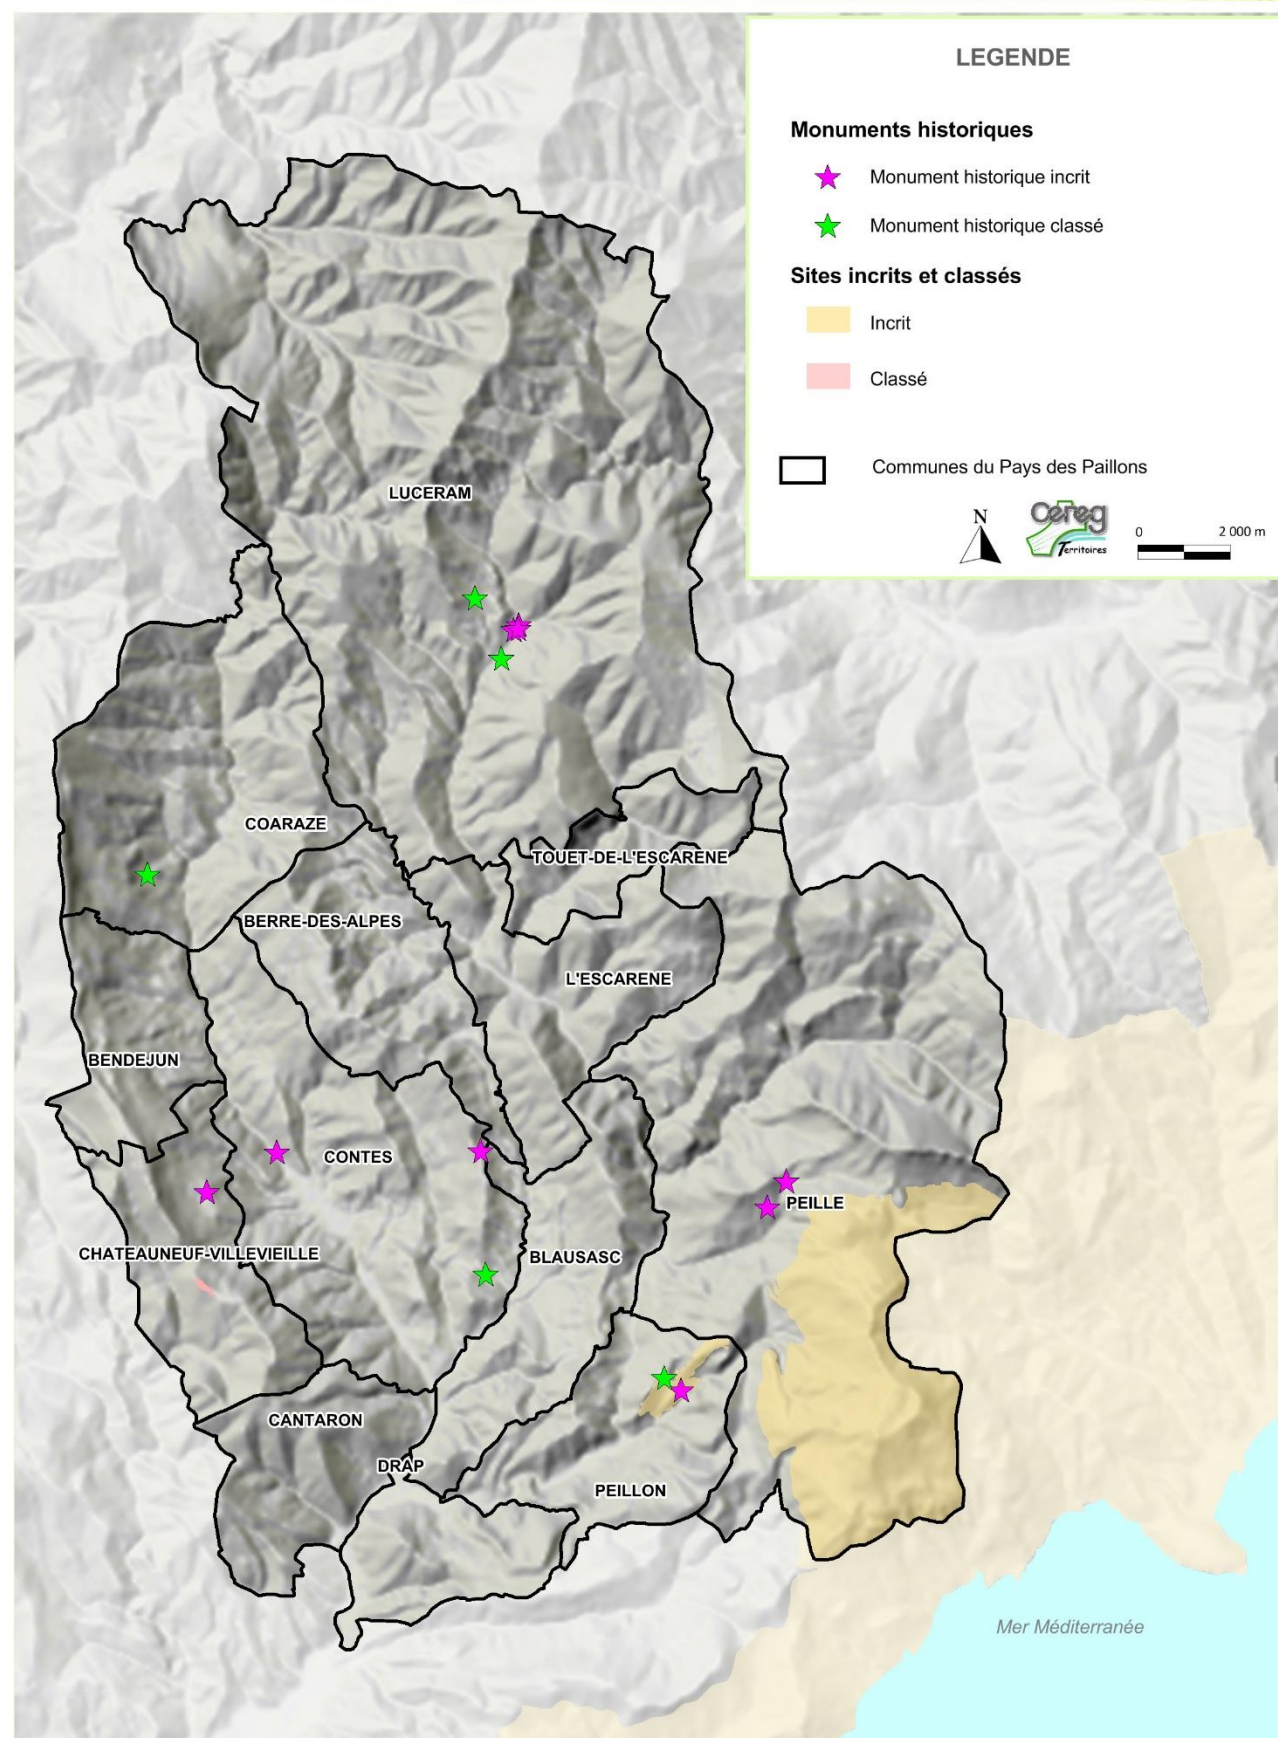 LEGENDE
Monuments historiques
Monument historique incrit
Monument historique classé
Sites incrits et classés
Incrit
Classé
Communes du Pays des Paillons
N
Cereg
Territoires
0 2 000 m
LUCERAM
COARAZE
TOUET-DE-L'ESCARENE
BERRE-DES-ALPES
L'ESCARENE
BENDEJUN
CONTES
PEILLE
CHATEAUNEUF-VILLEVIEILLE
BLAUSASC
CANTARON
DRAP
PEILLON
Mer Méditerranée